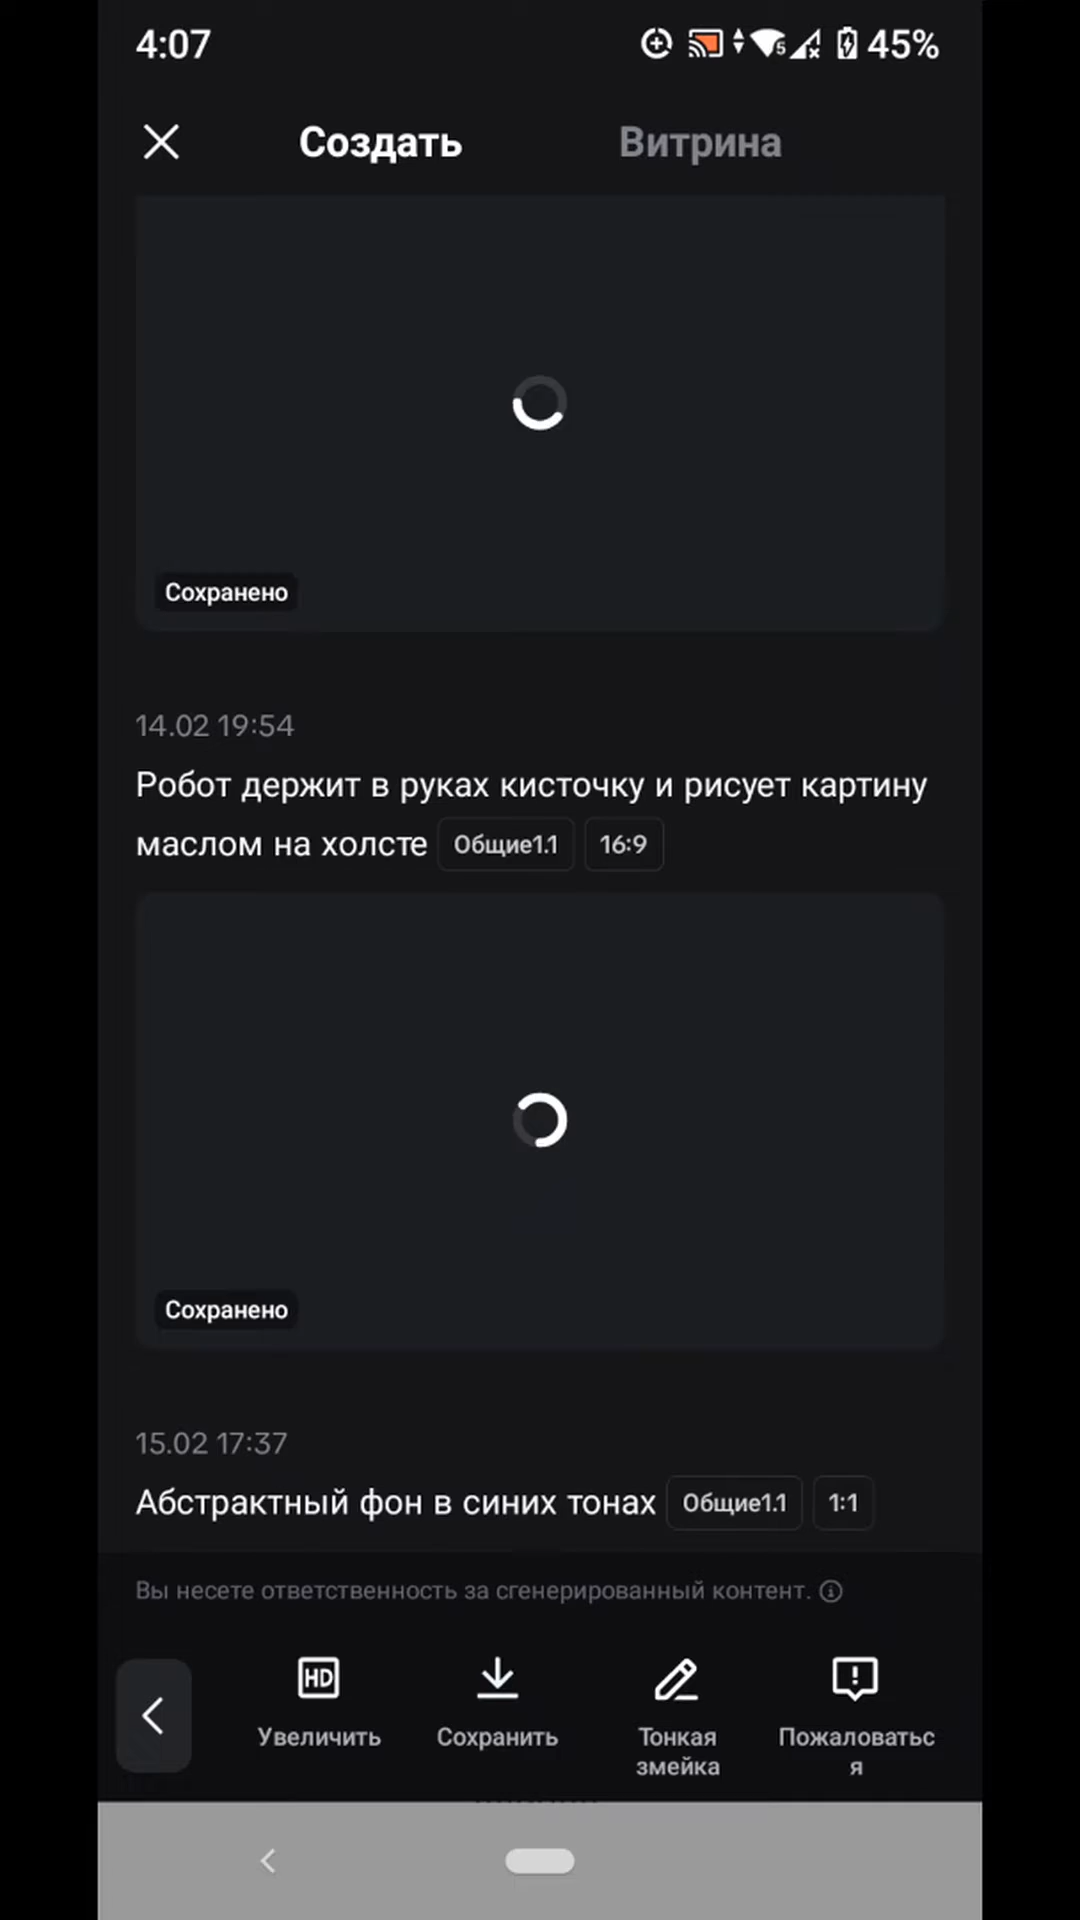 4:07
5
45%
Создать
Витрина
Сохранено
14.02 19:54
Робот держит в руках кисточку и рисует картину
маслом на холсте Общие1.1 16:9
Сохранено
15.02 17:37
Абстрактный фон в синих тонах Общие1.1 1:1
Вы несете ответственность за сгенерированный контент.
HD
Увеличить
Сохранить
Тонкая
змейка
Пожаловатьс
я